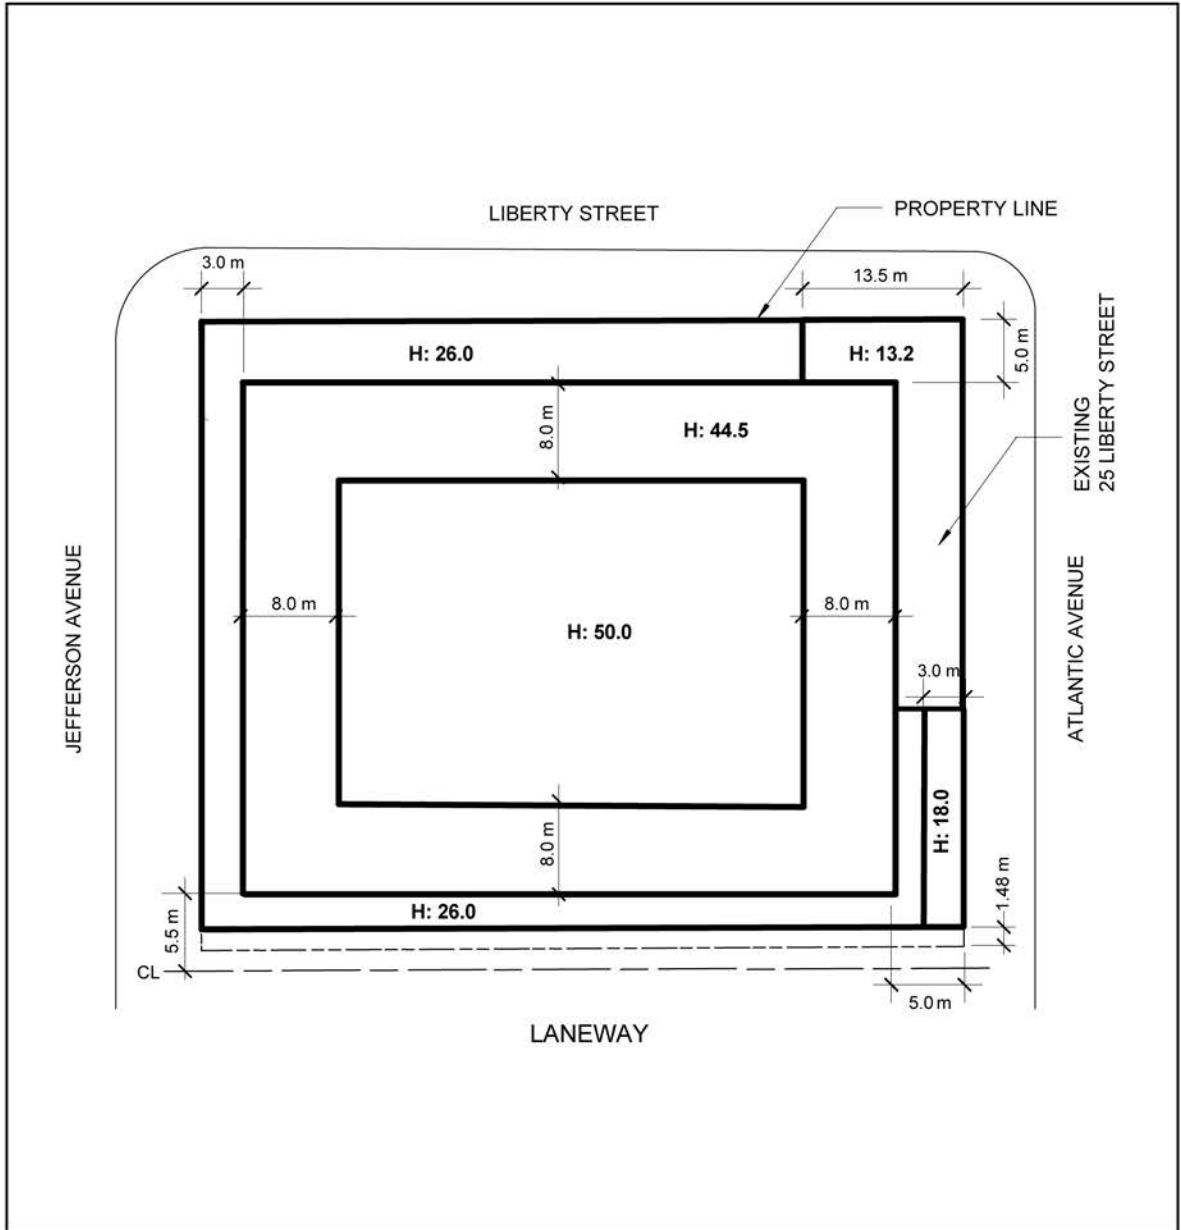 LIBERTY STREET
PROPERTY LINE
3.0 m
13.5 m
H: 26.0
H: 13.2
5.0 m
EXISTING
25 LIBERTY STREET
8.0 m
H: 44.5
JEFFERSON AVENUE
8.0 m
H: 50.0
8.0 m
ATLANTIC AVENUE
3.0 m
H: 18.0
8.0 m
1.48 m
5.5 m
H: 26.0
CL
5.0 m
LANEWAY